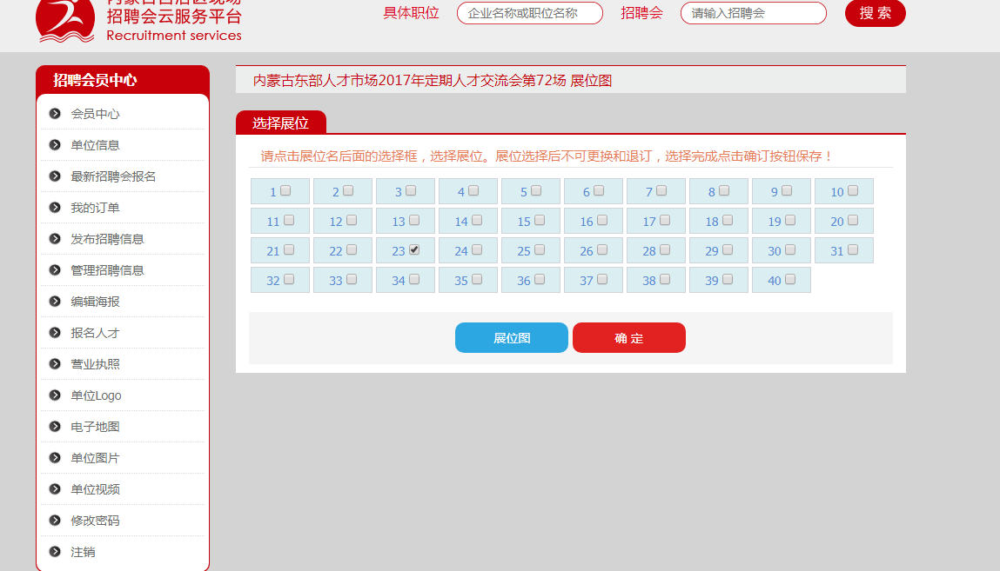 内蒙古自治区现场
招聘会云服务平台
Recruitment services
具体职位 企业名称或职位名称 招聘会 请输入招聘会 搜 索
招聘会员中心
会员中心
单位信息
最新招聘会报名
我的订单
发布招聘信息
管理招聘信息
编辑海报
报名人才
营业执照
单位Logo
电子地图
单位图片
单位视频
修改密码
注销
内蒙古东部人才市场2017年定期人才交流会第72场 展位图
选择展位
请点击展位名后面的选择框，选择展位。展位选择后不可更换和退订，选择完成点击确订按钮保存！
1 2 3 4 5 6 7 8 9 10
11 12 13 14 15 16 17 18 19 20
21 22 23 24 25 26 28 29 30 31
32 33 34 35 36 37 38 39 40
展位图 确 定